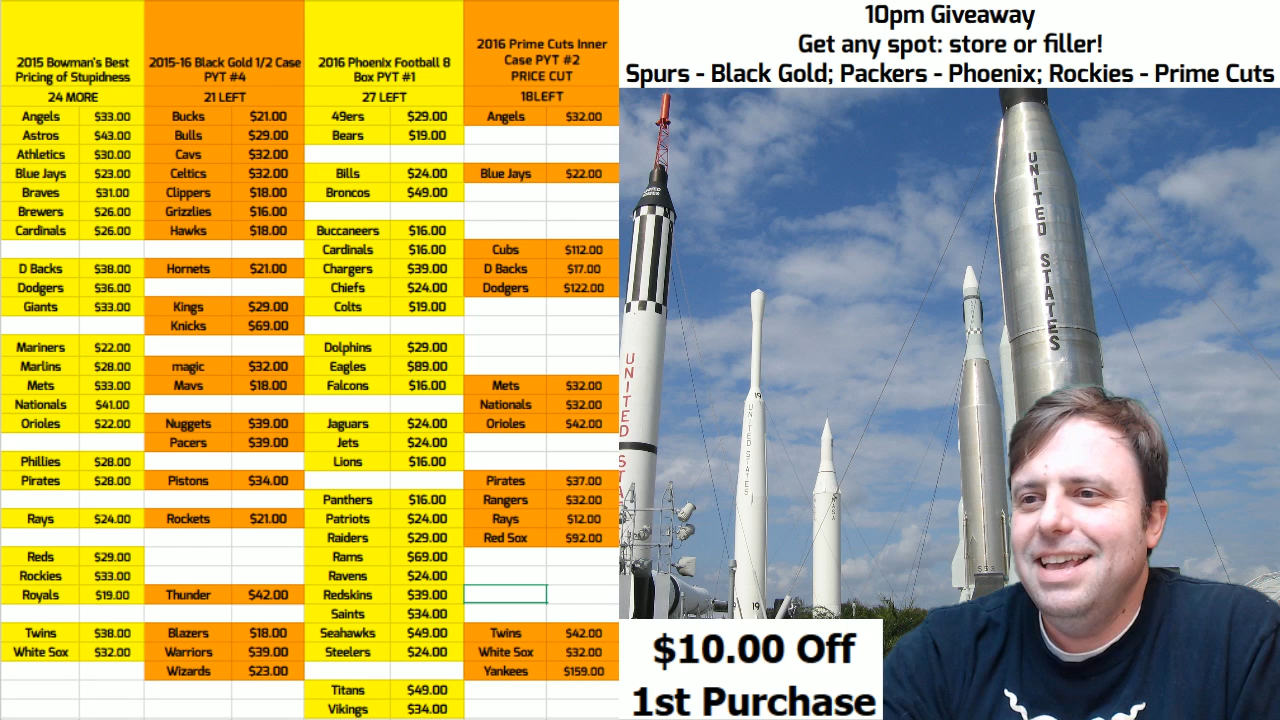 2015 Bowman's Best
Pricing of Stupidness
24 MORE
Angels $33.00
Astros $43.00
Athletics $30.00
Blue Jays $23.00
Braves $31.00
Brewers $26.00
Cardinals $26.00
D Backs $38.00
Dodgers $36.00
Giants $33.00
Mariners $22.00
Marlins $28.00
Mets $33.00
Nationals $41.00
Orioles $22.00
Phillies $28.00
Pirates $28.00
Rays $24.00
Reds $29.00
Rockies $33.00
Royals $19.00
Twins $38.00
White Sox $32.00
2015-16 Black Gold 1/2 Case
PYT #4
21 LEFT
Bucks $21.00
Bulls $29.00
Cavs $32.00
Celtics $32.00
Clippers $18.00
Grizzlies $16.00
Hawks $18.00
Hornets $21.00
Kings $29.00
Knicks $69.00
magic $32.00
Mavs $18.00
Nuggets $39.00
Pacers $39.00
Pistons $34.00
Rockets $21.00
Thunder $42.00
Blazers $18.00
Warriors $39.00
Wizards $23.00
2016 Phoenix Football 8
Box PYT #1
27 LEFT
49ers $29.00
Bears $19.00
Bills $24.00
Broncos $49.00
Buccaneers $16.00
Cardinals $16.00
Chargers $39.00
Chiefs $24.00
Colts $19.00
Dolphins $29.00
Eagles $89.00
Falcons $16.00
Jaguars $24.00
Jets $24.00
Lions $16.00
Panthers $16.00
Patriots $24.00
Raiders $29.00
Rams $69.00
Ravens $24.00
Redskins $39.00
Saints $34.00
Seahawks $49.00
Steelers $24.00
Titans $49.00
Vikings $34.00
2016 Prime Cuts Inner
Case PYT #2
PRICE CUT
18LEFT
Angels $32.00
Blue Jays $22.00
Cubs $112.00
D Backs $17.00
Dodgers $122.00
Mets $32.00
Nationals $32.00
Orioles $42.00
Pirates $37.00
Rangers $32.00
Rays $12.00
Red Sox $92.00
Twins $42.00
White Sox $32.00
Yankees $159.00
10pm Giveaway
Get any spot: store or filler!
Spurs - Black Gold; Packers - Phoenix; Rockies - Prime Cuts
UNITED STATES
UNITED
19
UNITED STATES
19
NASA
$10.00 Off
1st Purchase